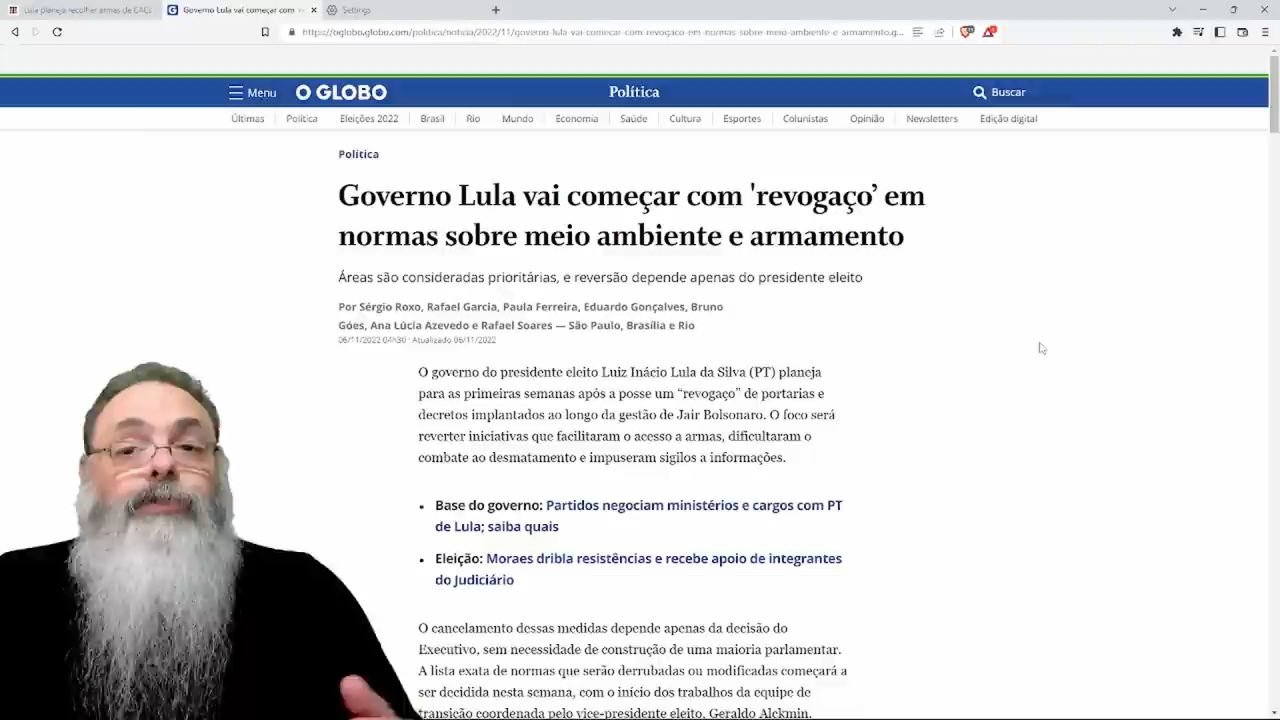 Lula planeja recolher armas de CACs
Governo Lula vai começar com 'r
Settings
https://oglobo.globo.com/politica/noticia/2022/11/governo-lula-vai-comecar-com-revogaco-em-normas-sobre-meio-ambiente-e-armamento.g...
Menu
O GLOBO
Política
Buscar
Últimas
Política
Eleições 2022
Brasil
Rio
Mundo
Economia
Saúde
Cultura
Esportes
Colunistas
Opinião
Newsletters
Edição digital
Política
Governo Lula vai começar com 'revogaço’ em
normas sobre meio ambiente e armamento
Áreas são consideradas prioritárias, e reversão depende apenas do presidente eleito
Por Sérgio Roxo, Rafael Garcia, Paula Ferreira, Eduardo Gonçalves, Bruno
Góes, Ana Lúcia Azevedo e Rafael Soares — São Paulo, Brasília e Rio
06/11/2022 04h30 · Atualizado 06/11/2022
O governo do presidente eleito Luiz Inácio Lula da Silva (PT) planeja
para as primeiras semanas após a posse um “revogaço” de portarias e
decretos implantados ao longo da gestão de Jair Bolsonaro. O foco será
reverter iniciativas que facilitaram o acesso a armas, dificultaram o
combate ao desmatamento e impuseram sigilos a informações.
• Base do governo: Partidos negociam ministérios e cargos com PT
de Lula; saiba quais
• Eleição: Moraes dribla resistências e recebe apoio de integrantes
do Judiciário
O cancelamento dessas medidas depende apenas da decisão do
Executivo, sem necessidade de construção de uma maioria parlamentar.
A lista exata de normas que serão derrubadas ou modificadas começará a
ser decidida nesta semana, com o início dos trabalhos da equipe de
transição coordenada pelo vice-presidente eleito, Geraldo Alckmin.